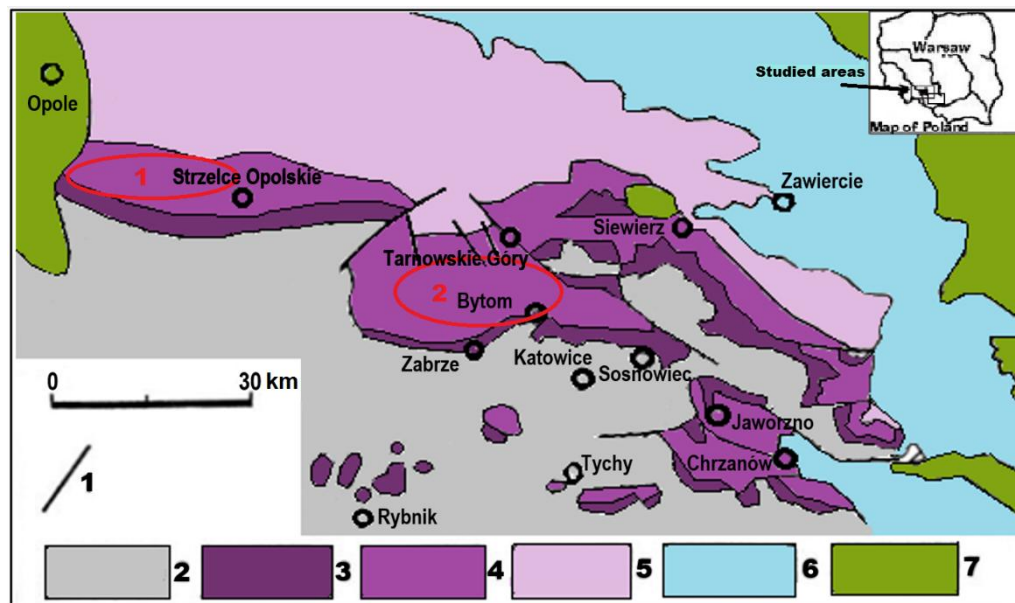 Warsaw
Studied areas
Map of Poland
Opole
1
Strzelce Opolskie
Zawiercie
Siewierz
Tarnowskie Góry
2
Bytom
Zabrze
Katowice
Sosnowiec
0 30 km
Jaworzno
1
Tychy
Chrzanów
Rybnik
2 3 4 5 6 7